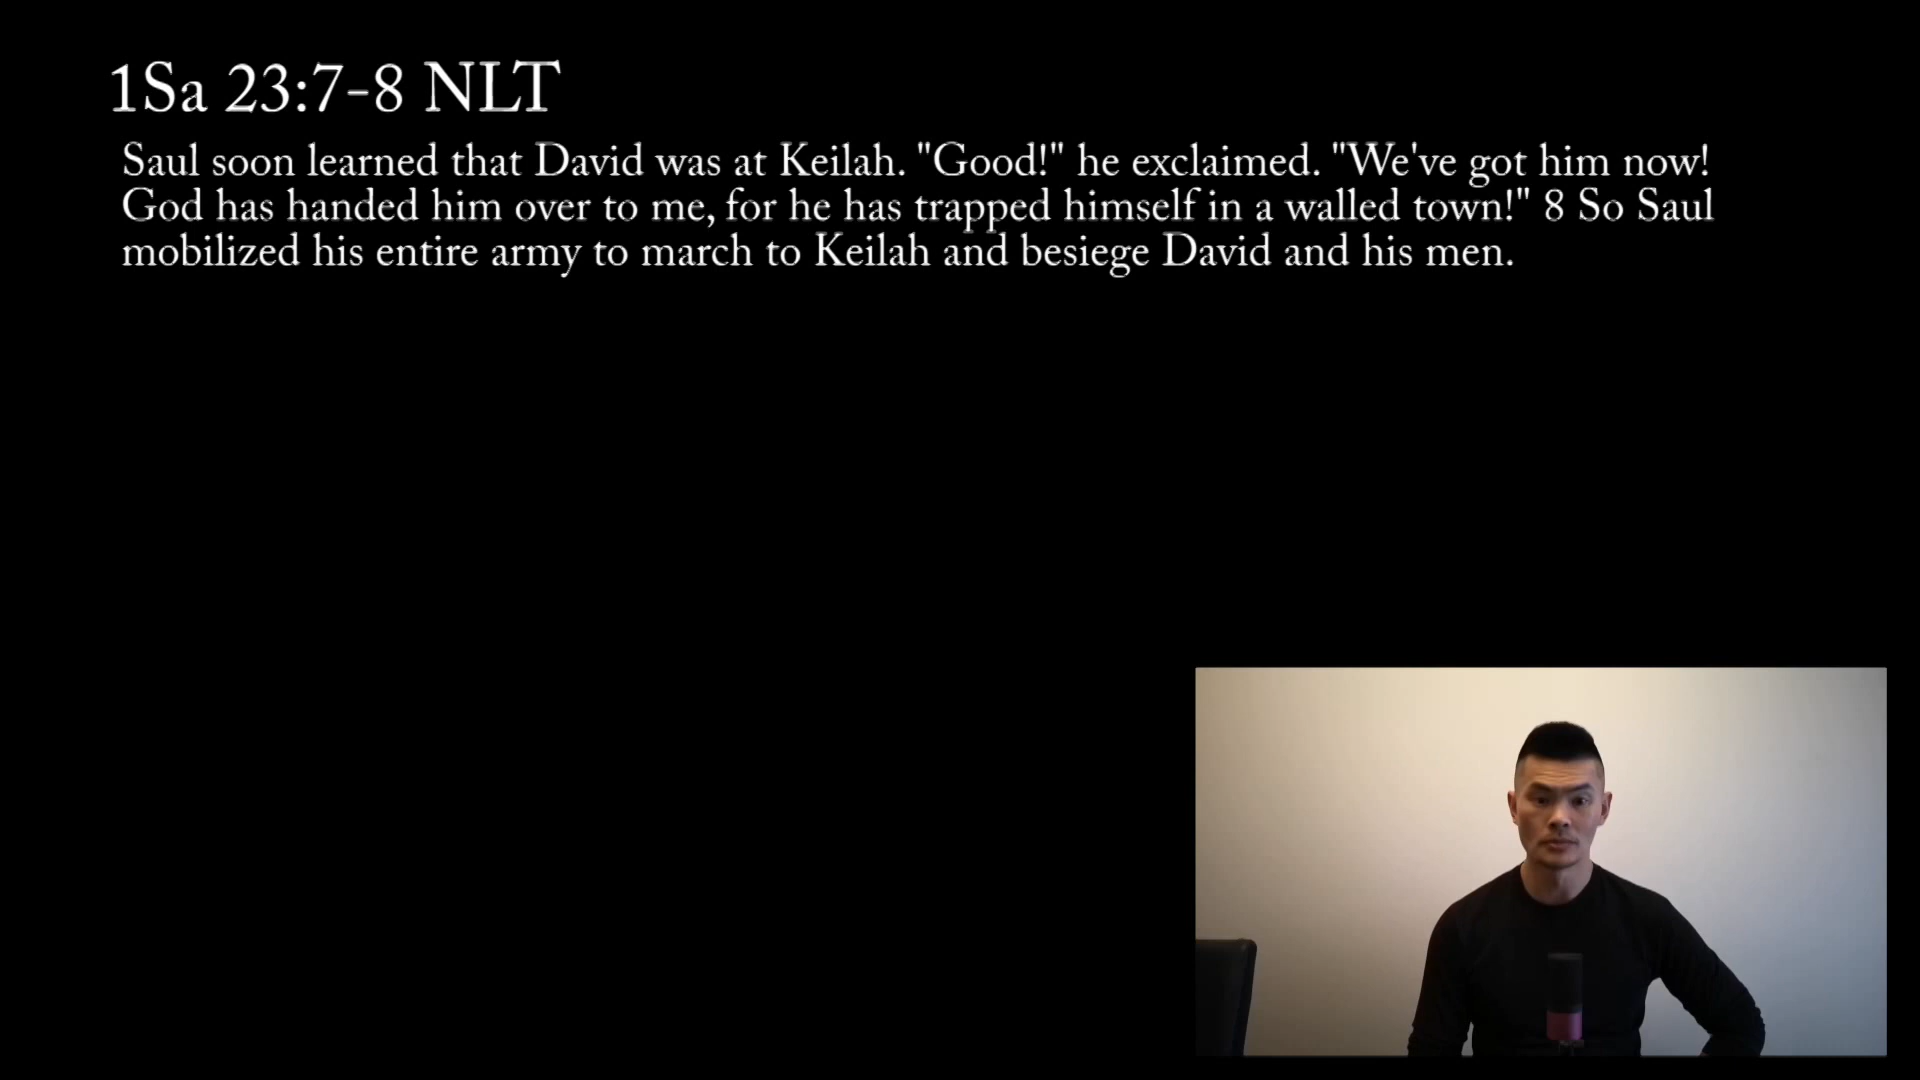 1Sa 23:7-8 NLT
Saul soon learned that David was at Keilah. "Good!" he exclaimed. "We've got him now!
God has handed him over to me, for he has trapped himself in a walled town!" 8 So Saul
mobilized his entire army to march to Keilah and besiege David and his men.